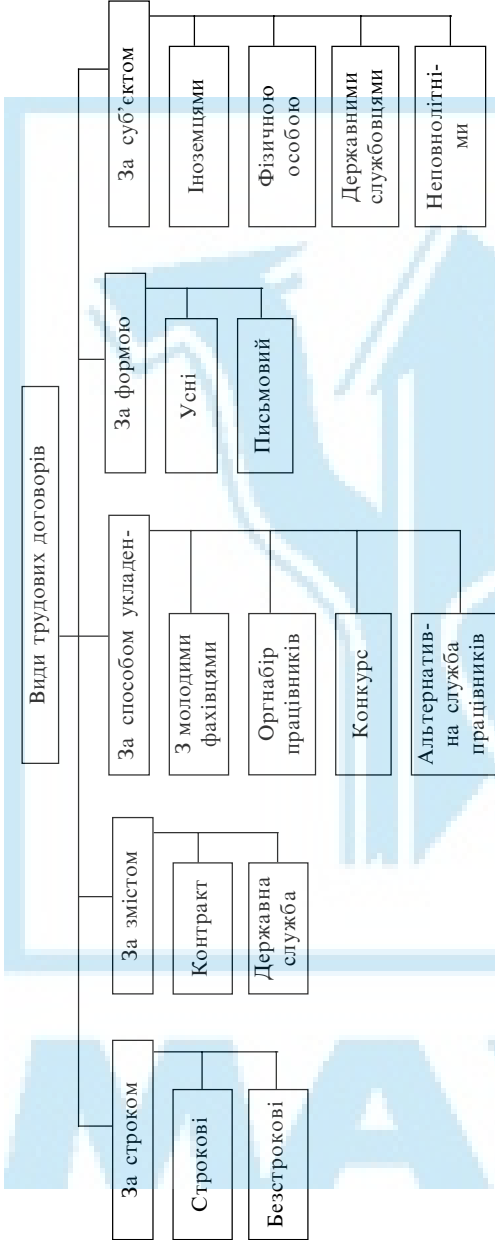 Види трудових договорів
За строком
Строкові
Безстрокові
За змістом
Контракт
Державна
служба
За способом укладен-
З молодими
фахівцями
Оргнабір
працівників
Конкурс
Альтернатив-
на служба
працівників
За формою
Усні
Письмовий
За суб’єктом
Іноземцями
Фізичною
особою
Державними
службовцями
Неповнолітні-
ми
МА